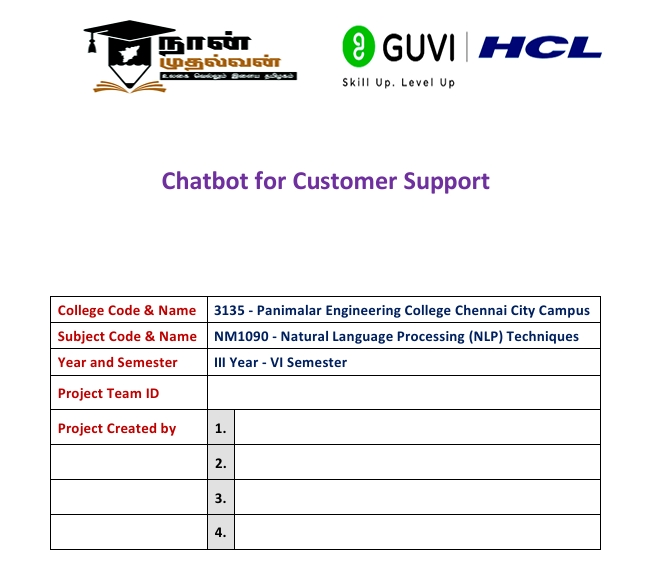 நான்
முதல்வன்
உலகை வெல்லும் இளைய தமிழகம்
GUVI | HCL
Skill Up. Level Up
Chatbot for Customer Support
College Code & Name 3135 - Panimalar Engineering College Chennai City Campus
Subject Code & Name NM1090 - Natural Language Processing (NLP) Techniques
Year and Semester III Year - VI Semester
Project Team ID
Project Created by 1.
2.
3.
4.